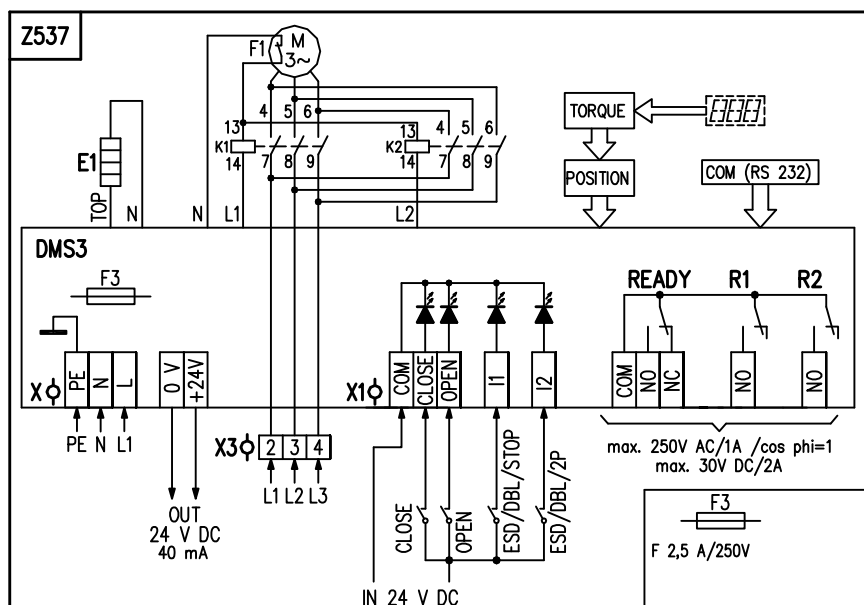 Z537
F1
M
3~
4 5 6
13
K1
14
7 8 9
13
K2
14
4 5 6
7 8 9
E1
TOP
N
N
L1
L2
TORQUE
POSITION
COM (RS 232)
DMS3
F3
READY R1 R2
X
PE
N
L
0 V
+24V
X1
COM
CLOSE
OPEN
I1
I2
COM
NO
NC
NO
NO
PE N L1
X3
2 3 4
L1 L2 L3
OUT
24 V DC
40 mA
CLOSE
OPEN
ESD/DBL/STOP
ESD/DBL/2P
IN 24 V DC
max. 250V AC/1A /cos phi=1
max. 30V DC/2A
F3
F 2,5 A/250V